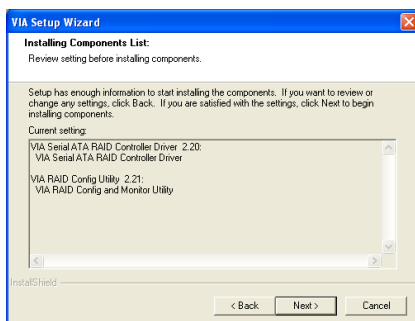 VIA Setup Wizard
Installing Components List:
Review setting before installing components.
Setup has enough information to start installing the components. If you want to review or
change any settings, click Back. If you are satisfied with the settings, click Next to begin
installing components.
Current setting:
VIA Serial ATA RAID Controller Driver 2.20:
VIA Serial ATA RAID Controller Driver
VIA RAID Config Utility 2.21:
VIA RAID Config and Monitor Utility
InstallShield
< Back
Next >
Cancel